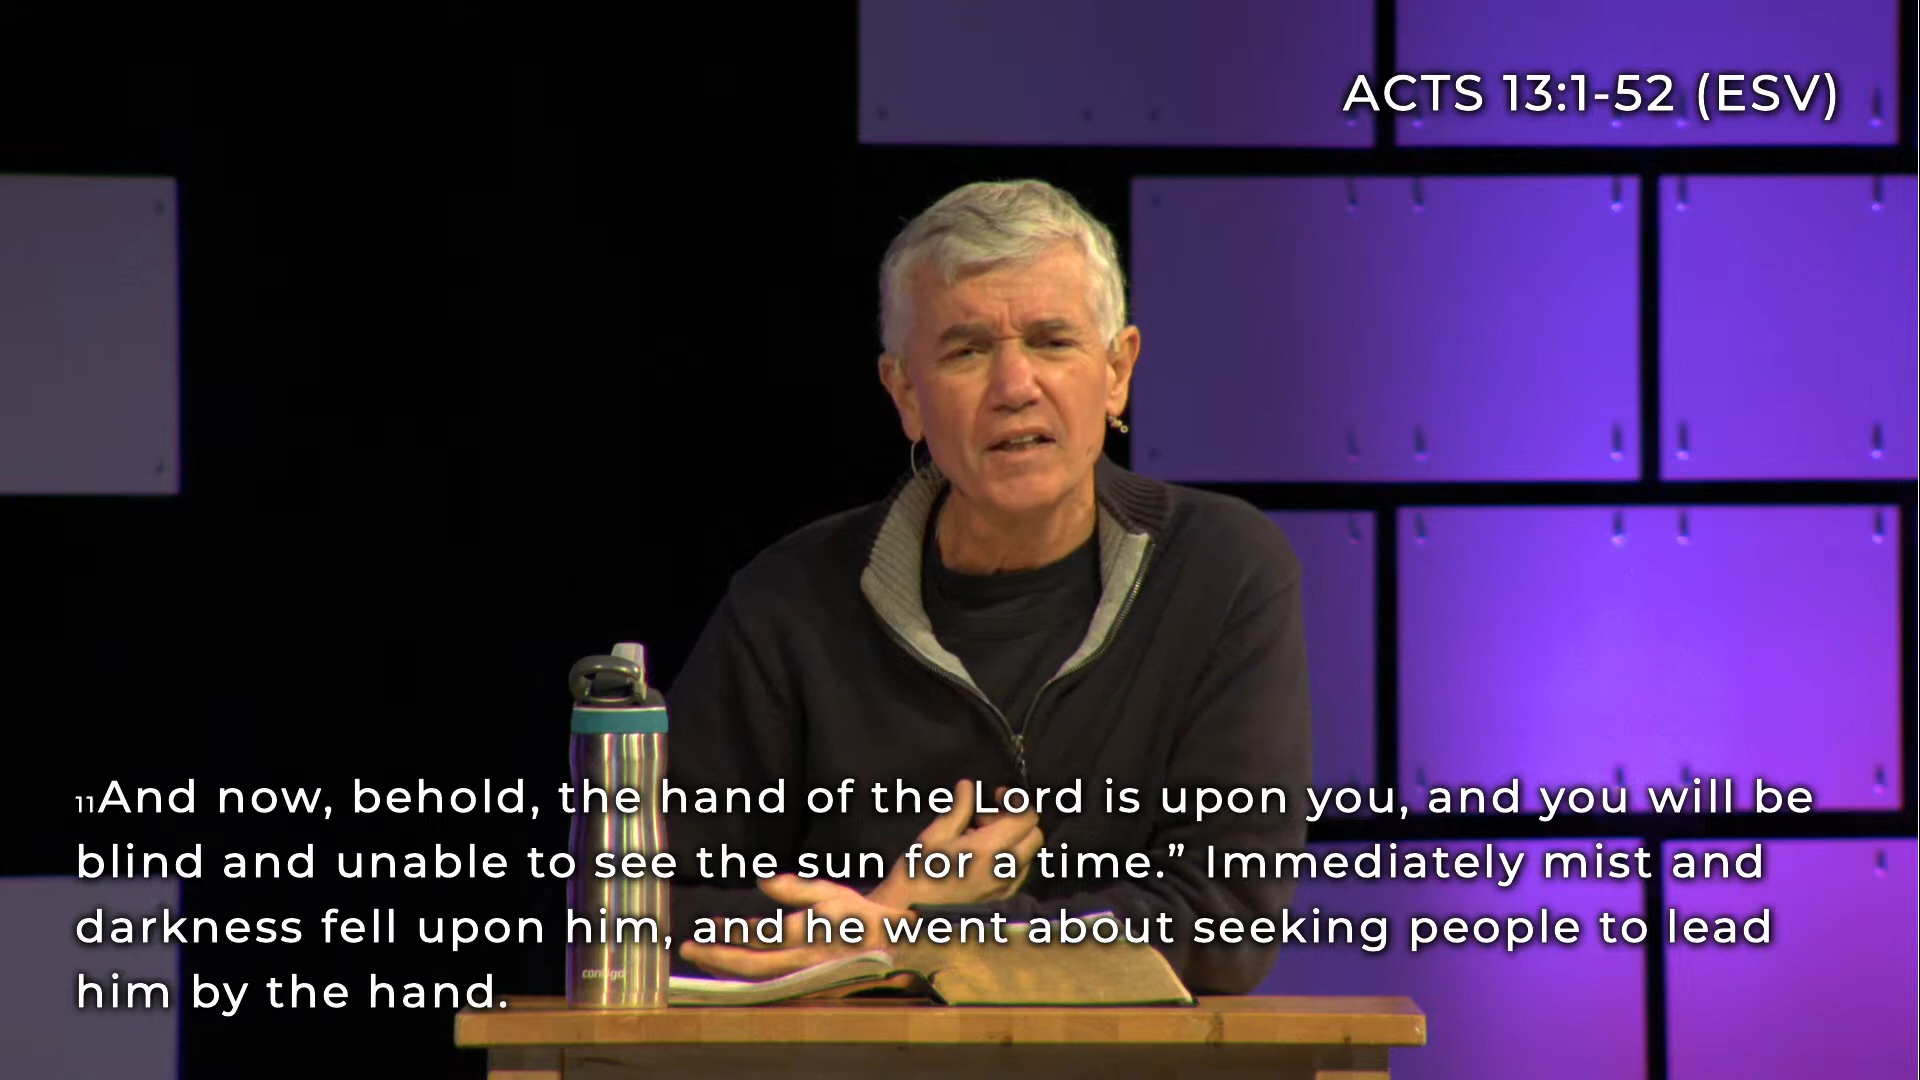 ACTS 13:1-52 (ESV)
11And now, behold, the hand of the Lord is upon you, and you will be
blind and unable to see the sun for a time.” Immediately mist and
darkness fell upon him, and he went about seeking people to lead
him by the hand.
contigo